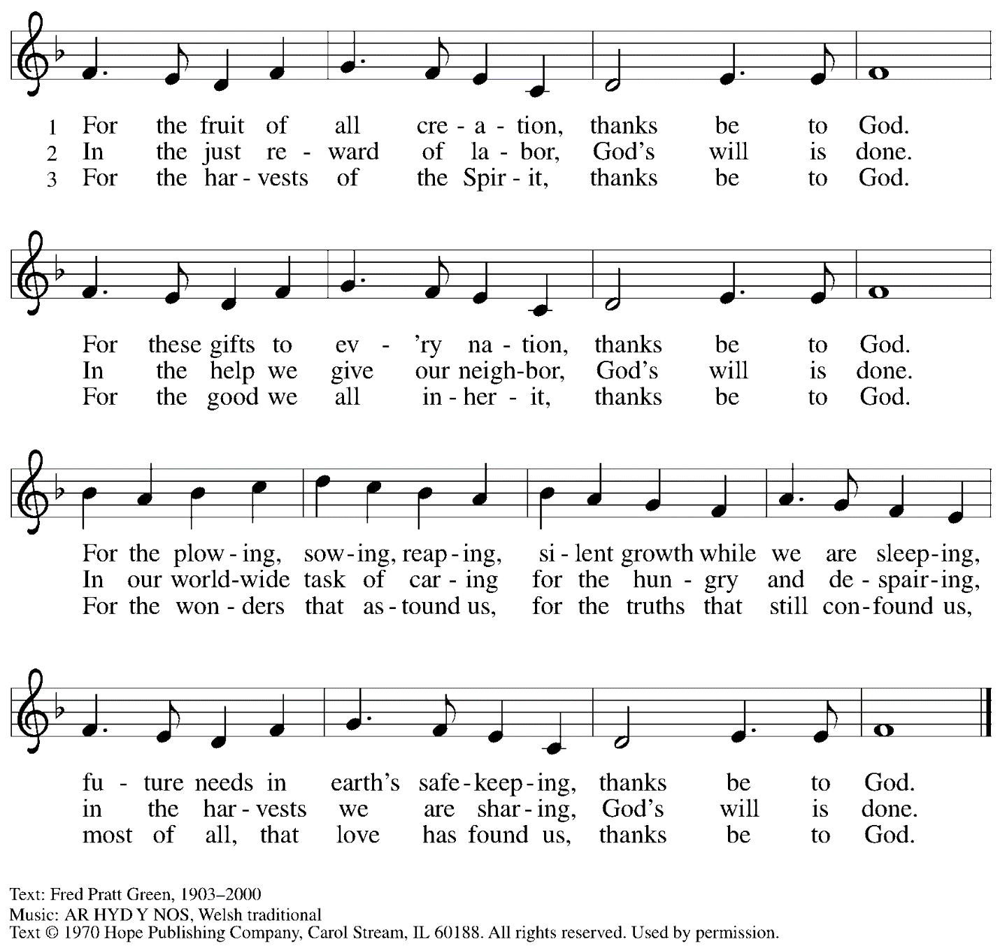 1 For the fruit of all cre - a - tion, thanks be to God.
2 In the just re - ward of la - bor, God's will is done.
3 For the har - vests of the Spir - it, thanks be to God.
For these gifts to ev - 'ry na - tion, thanks be to God.
In the help we give our neigh - bor, God's will is done.
For the good we all in - her - it, thanks be to God.
For the plow - ing, sow - ing, reap - ing, si - lent growth while we are sleep - ing,
In our world - wide task of car - ing for the hun - gry and de - spair - ing,
For the won - ders that as - tound us, for the truths that still con - found us,
fu - ture needs in earth's safe - keep - ing, thanks be to God.
in the har - vests we are shar - ing, God's will is done.
most of all, that love has found us, thanks be to God.
Text: Fred Pratt Green, 1903–2000
Music: AR HYD Y NOS, Welsh traditional
Text © 1970 Hope Publishing Company, Carol Stream, IL 60188. All rights reserved. Used by permission.